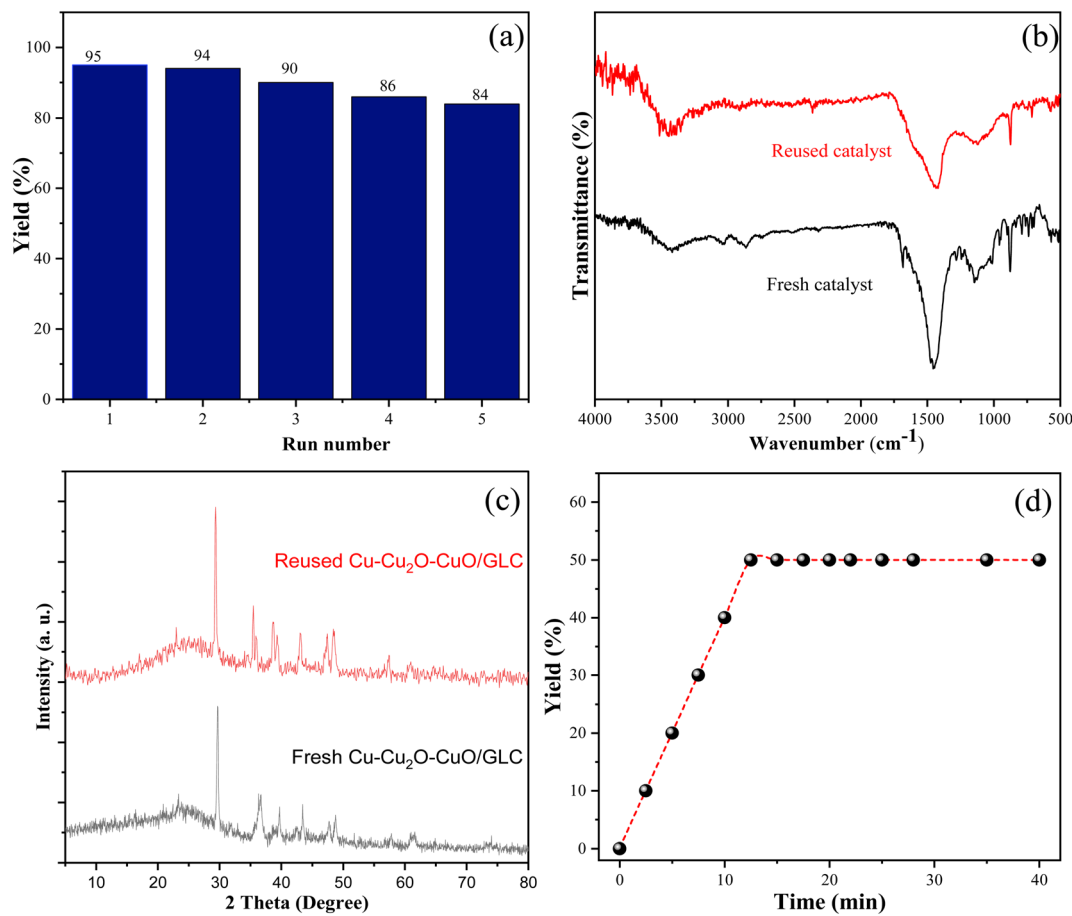 (a)
100
80
60
40
20
0
95
94
90
86
84
1 2 3 4 5
Yield (%)
Run number
(b)
Reused catalyst
Fresh catalyst
Transmittance (%)
4000 3500 3000 2500 2000 1500 1000 500
Wavenumber (cm⁻¹)
(c)
Reused Cu-Cu₂O-CuO/GLC
Fresh Cu-Cu₂O-CuO/GLC
Intensity (a. u.)
10 20 30 40 50 60 70 80
2 Theta (Degree)
(d)
60
50
40
30
20
10
0
Yield (%)
0 10 20 30 40
Time (min)